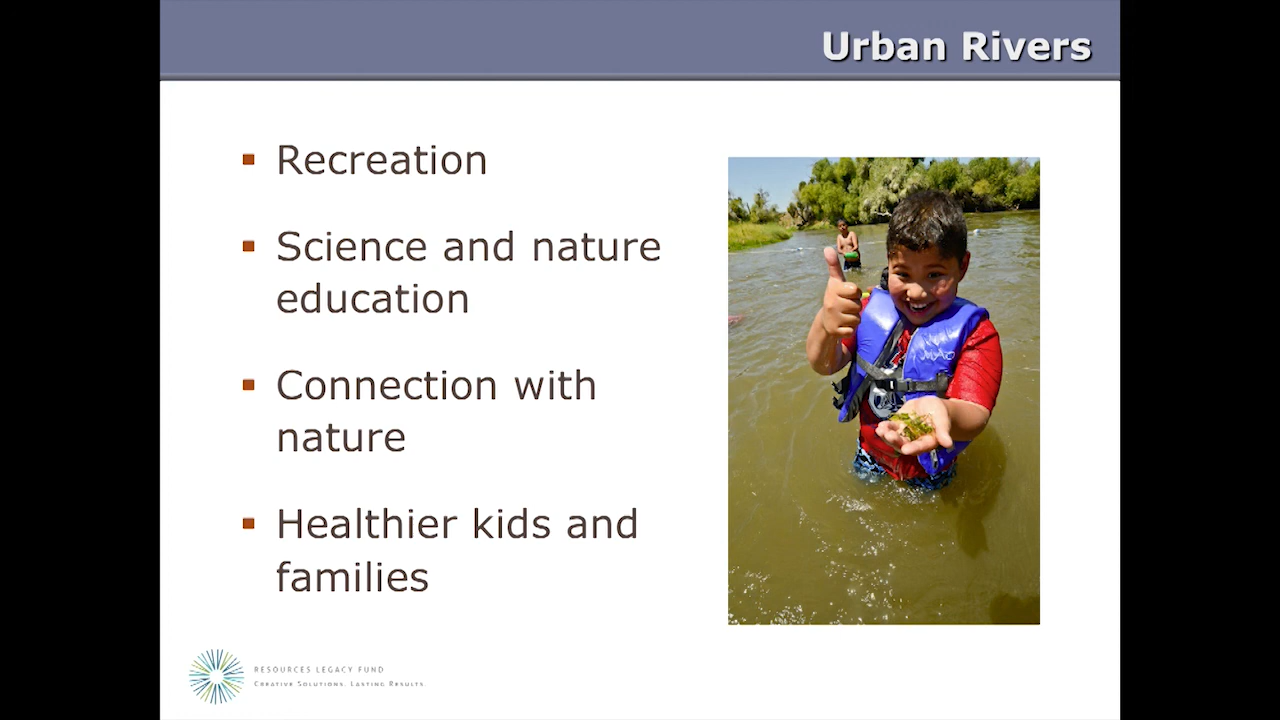 Urban Rivers
Recreation
Science and nature
education
Connection with
nature
Healthier kids and
families
RESOURCES LEGACY FUND
CREATIVE SOLUTIONS. LASTING RESULTS.